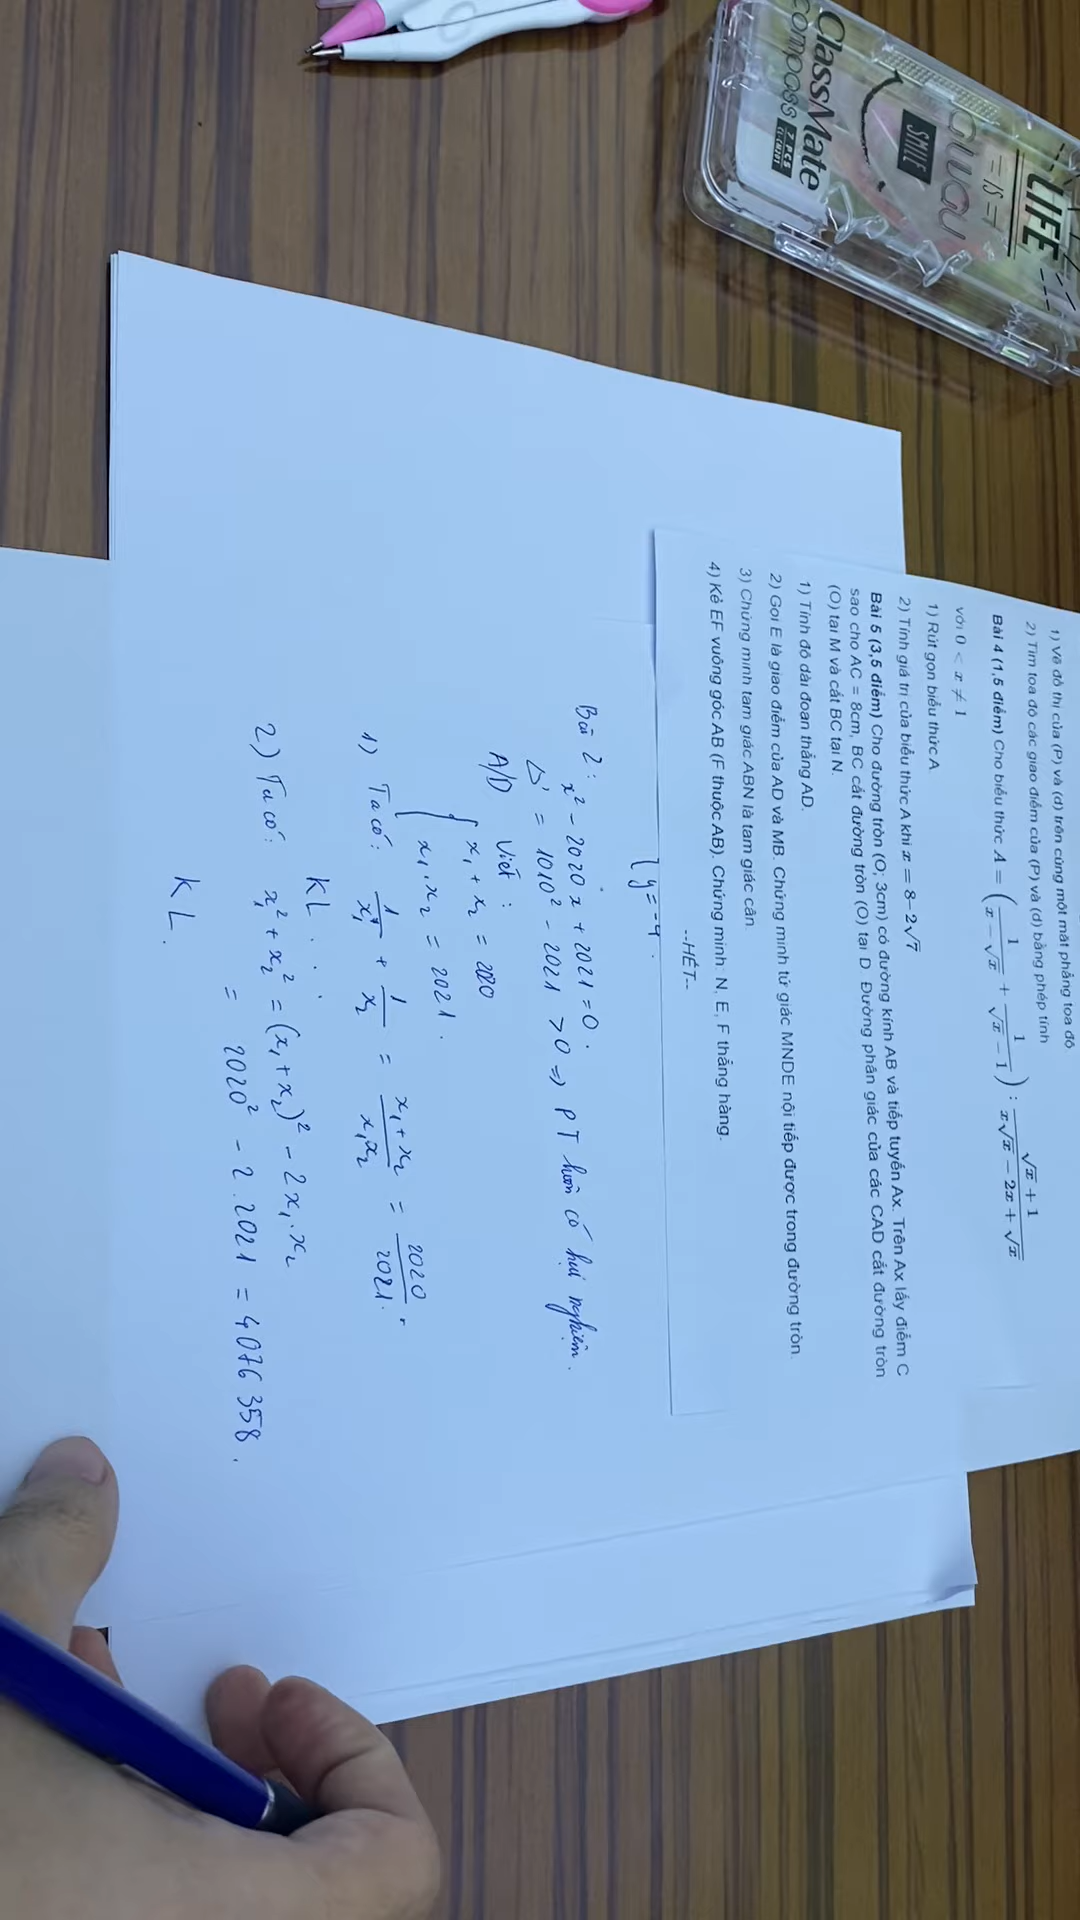 LIFE
= IS =
ClassMate
compass
7 PCS
SMILE
1) Vẽ đồ thị của (P) và (d) trên cùng một mặt phẳng tọa độ
2) Tìm tọa độ các giao điểm của (P) và (d) bằng phép tính
Bài 4 (1,5 điểm) Cho biểu thức A = (1/(x − √x) + 1/(√x − 1)) : (√x + 1)/(x√x − 2x + √x)
với 0 < x ≠ 1
1) Rút gọn biểu thức A
2) Tính giá trị của biểu thức A khi x = 8 − 2√7
Bài 5 (3,5 điểm) Cho đường tròn (O; 3cm) có đường kính AB và tiếp tuyến Ax. Trên Ax lấy điểm C
sao cho AC = 8cm, BC cắt đường tròn (O) tại D. Đường phân giác của các CAD cắt đường tròn
(O) tại M và cắt BC tại N.
1) Tính độ dài đoạn thẳng AD.
2) Gọi E là giao điểm của AD và MB. Chứng minh tứ giác MNDE nội tiếp được trong đường tròn.
3) Chứng minh tam giác ABN là tam giác cân.
4) Kẻ EF vuông góc AB (F thuộc AB). Chứng minh: N, E, F thẳng hàng.
--HẾT--
{ y = -4.
Bài 2:
x² - 2020x + 2021 = 0.
Δ' = 1010² - 2021 > 0 => PT luôn có hai nghiệm.
A/D Viét:
{ x₁ + x₂ = 2020
{ x₁ . x₂ = 2021.
1) Ta có: 1/x₁ + 1/x₂ = (x₁ + x₂)/(x₁x₂) = 2020/2021.
KL:
2) Ta có: x₁² + x₂² = (x₁ + x₂)² - 2x₁.x₂
= 2020² - 2.2021 = 4076358.
KL.